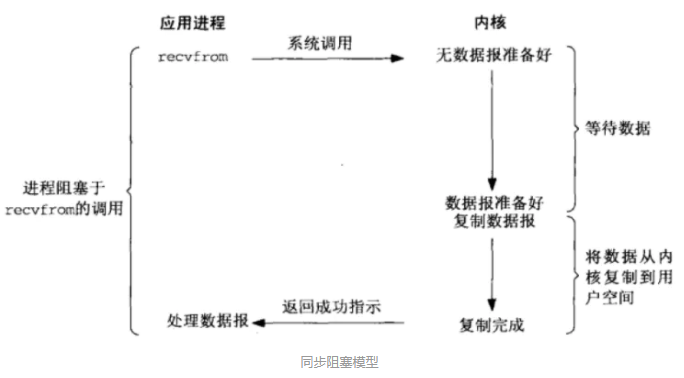 应用进程
内核
recvfrom
系统调用
无数据报准备好
等待数据
进程阻塞于
recvfrom的调用
数据报准备好
复制数据报
将数据从内
核复制到用
户空间
处理数据报
返回成功指示
复制完成
同步阻塞模型